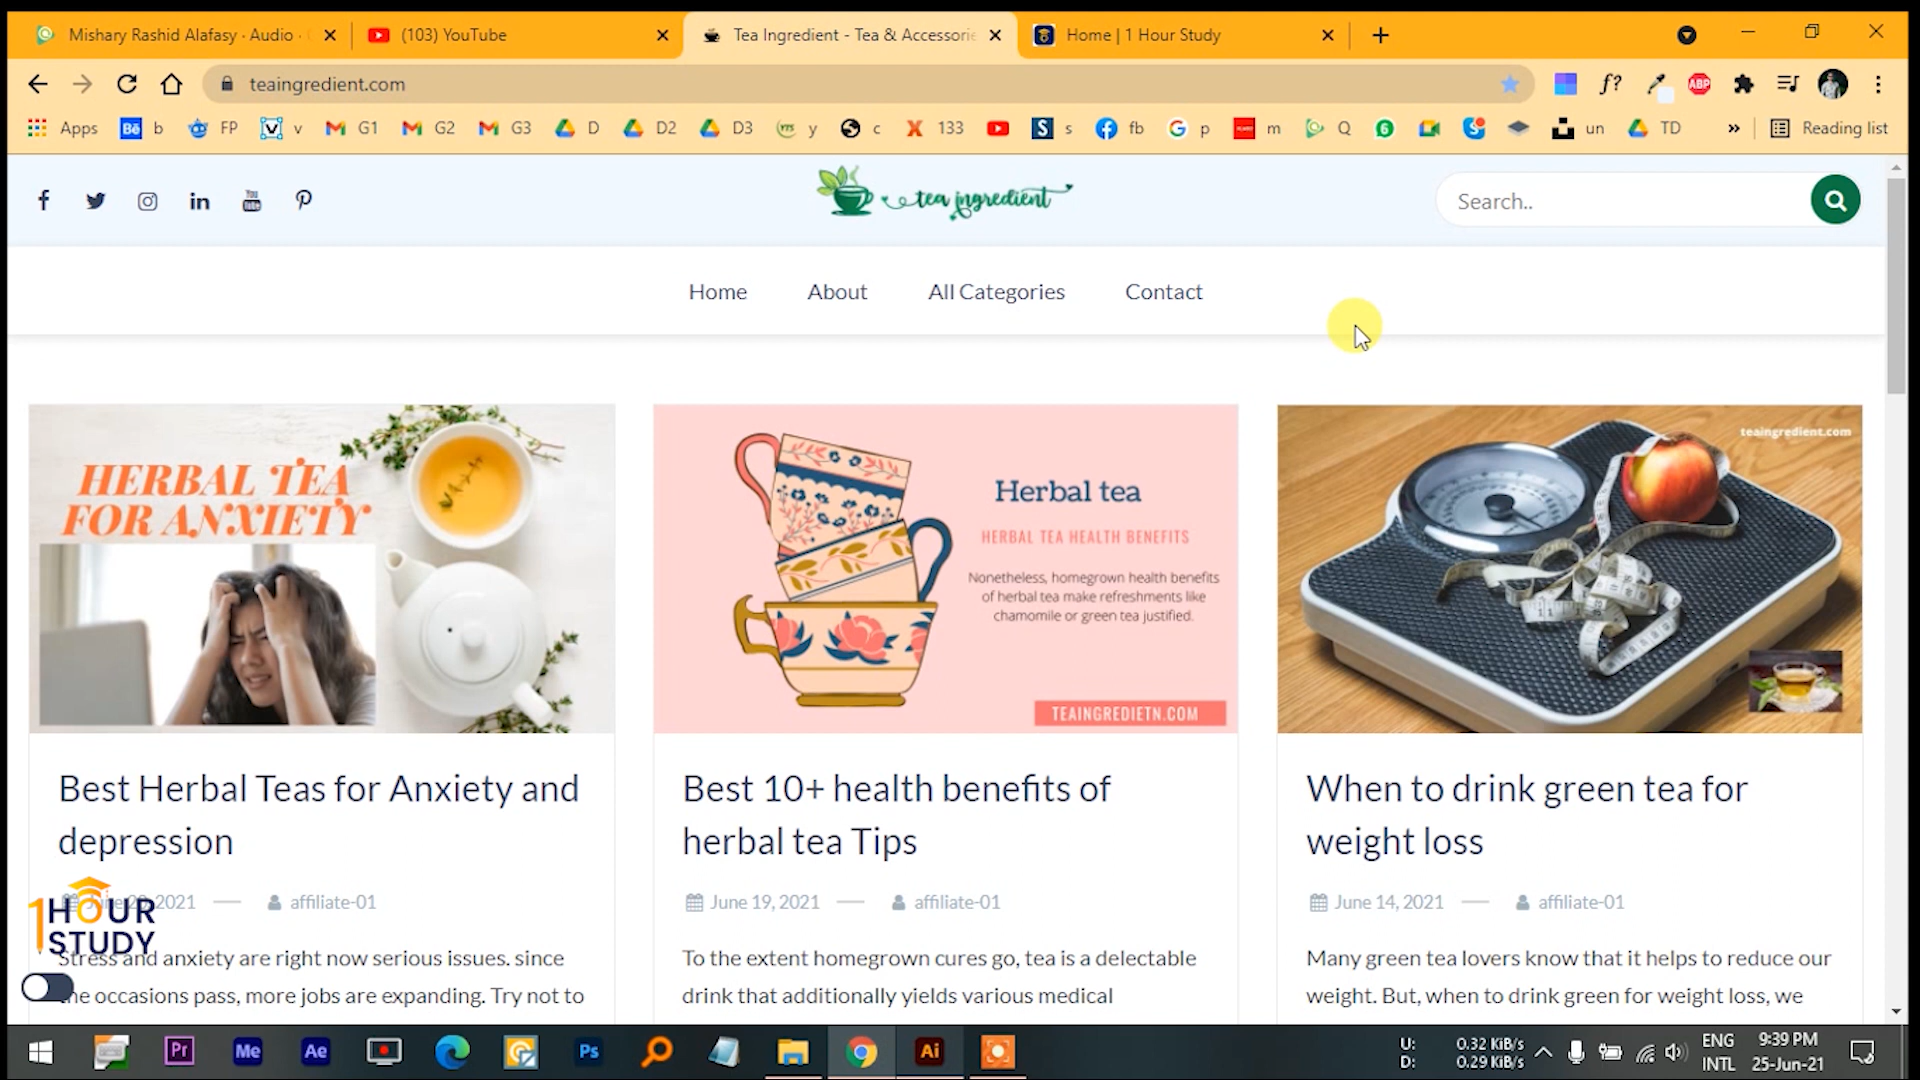 Mishary Rashid Alafasy · Audio ·
(103) YouTube
Tea Ingredient - Tea & Accessorie
Home | 1 Hour Study
teaingredient.com
f?
ABP
Apps
Bē
b
FP
v
G1
G2
G3
D
D2
D3
y
c
133
S
s
fb
p
m
Q
6
un
TD
»
Reading list
tea ingredient
Search..
Home
About
All Categories
Contact
HERBAL TEA
FOR ANXIETY
Herbal tea
HERBAL TEA HEALTH BENEFITS
Nonetheless, homegrown health benefits
of herbal tea make refreshments like
chamomile or green tea justified.
TEAINGREDIETN.COM
teaingredient.com
Best Herbal Teas for Anxiety and
depression
2021
affiliate-01
Stress and anxiety are right now serious issues. since
the occasions pass, more jobs are expanding. Try not to
Best 10+ health benefits of
herbal tea Tips
June 19, 2021
affiliate-01
To the extent homegrown cures go, tea is a delectable
drink that additionally yields various medical
When to drink green tea for
weight loss
June 14, 2021
affiliate-01
Many green tea lovers know that it helps to reduce our
weight. But, when to drink green for weight loss, we
1 HOUR
STUDY
Pr
Me
Ae
Ps
Ai
U: 0.32 KiB/s
D: 0.29 KiB/s
ENG
INTL
9:39 PM
25-Jun-21